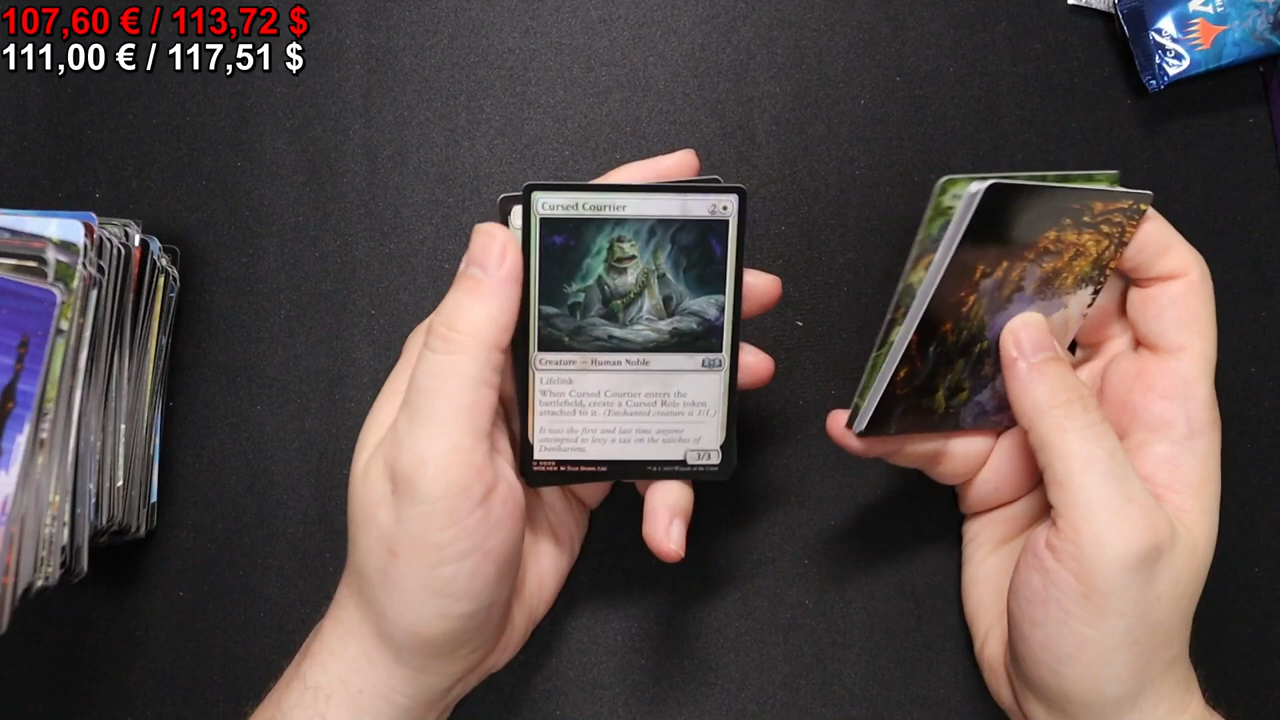 107,60 € / 113,72 $
111,00 € / 117,51 $
Cursed Courtier
2
Creature — Human Noble
Lifelink
When Cursed Courtier enters the
battlefield, create a Cursed Role token
attached to it. (Enchanted creature is 1/1.)
It was the first and last time anyone
attempted to levy a tax on the witches of
Dunbarrow.
3/3